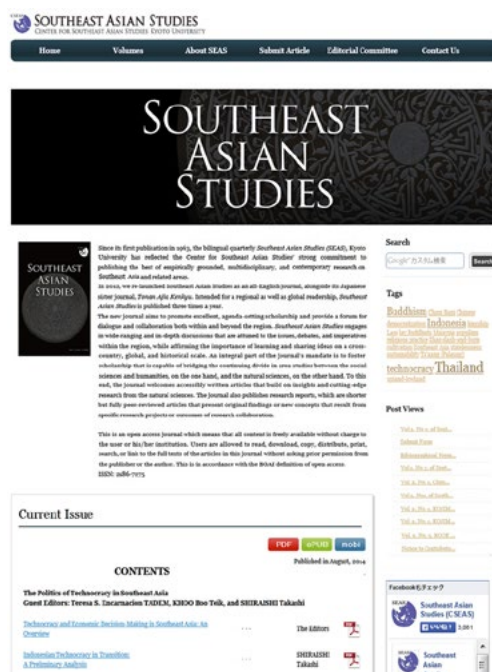 SOUTHEAST ASIAN STUDIES
CENTER FOR SOUTHEAST ASIAN STUDIES KYOTO UNIVERSITY
Home Volumes About SEAS Submit Article Editorial Committee Contact Us
SOUTHEAST
ASIAN
STUDIES
SOUTHEAST
ASIAN
STUDIES
Since its first publication in 1963, the bilingual quarterly Southeast Asian Studies (SEAS), Kyoto
University has reflected the Center for Southeast Asian Studies' strong commitment to
publishing the best of empirically grounded, multidisciplinary, and contemporary research on
Southeast Asia and related areas.
In 2012, we re-launched Southeast Asian Studies as an all-English journal, alongside its Japanese
sister journal, Tonan Ajia Kenkyu. Intended for a regional as well as global readership, Southeast
Asian Studies is published three times a year.
The new journal aims to promote excellent, agenda-setting scholarship and provide a forum for
dialogue and collaboration both within and beyond the region. Southeast Asian Studies engages
in wide-ranging and in-depth discussions that are attuned to the issues, debates, and imperatives
within the region, while affirming the importance of learning and sharing ideas on a cross-
country, global, and historical scale. An integral part of the journal's mandate is to foster
scholarship that is capable of bridging the continuing divide in area studies between the social
sciences and humanities, on the one hand, and the natural sciences, on the other hand. To this
end, the journal welcomes accessibly written articles that build on insights and cutting-edge
research from the natural sciences. The journal also publishes research reports, which are shorter
but fully peer-reviewed articles that present original findings or new concepts that result from
specific research projects or outcomes of research collaboration.
This is an open access journal which means that all content is freely available without charge to
the user or his/her institution. Users are allowed to read, download, copy, distribute, print,
search, or link to the full texts of the articles in this journal without asking prior permission from
the publisher or the author. This is in accordance with the BOAI definition of open access.
ISSN: 2186-7275
Search
Google カスタム検索 Search
Tags
Buddhism
Indonesia
technocracy Thailand
Post Views
Current Issue
PDF ePUB mobi
Published in August, 2014
CONTENTS
The Politics of Technocracy in Southeast Asia
Guest Editors: Teresa S. Encarnacion TADEM, KHOO Boo Teik, and SHIRAISHI Takashi
Technocracy and Economic Decision-Making in Southeast Asia: An
Overview
... The Editors
Indonesian Technocracy in Transition:
A Preliminary Analysis
... SHIRAISHI
Takashi
Facebookもチェック
Southeast Asian
Studies (CSEAS)
いいね!
Southeast
Asian